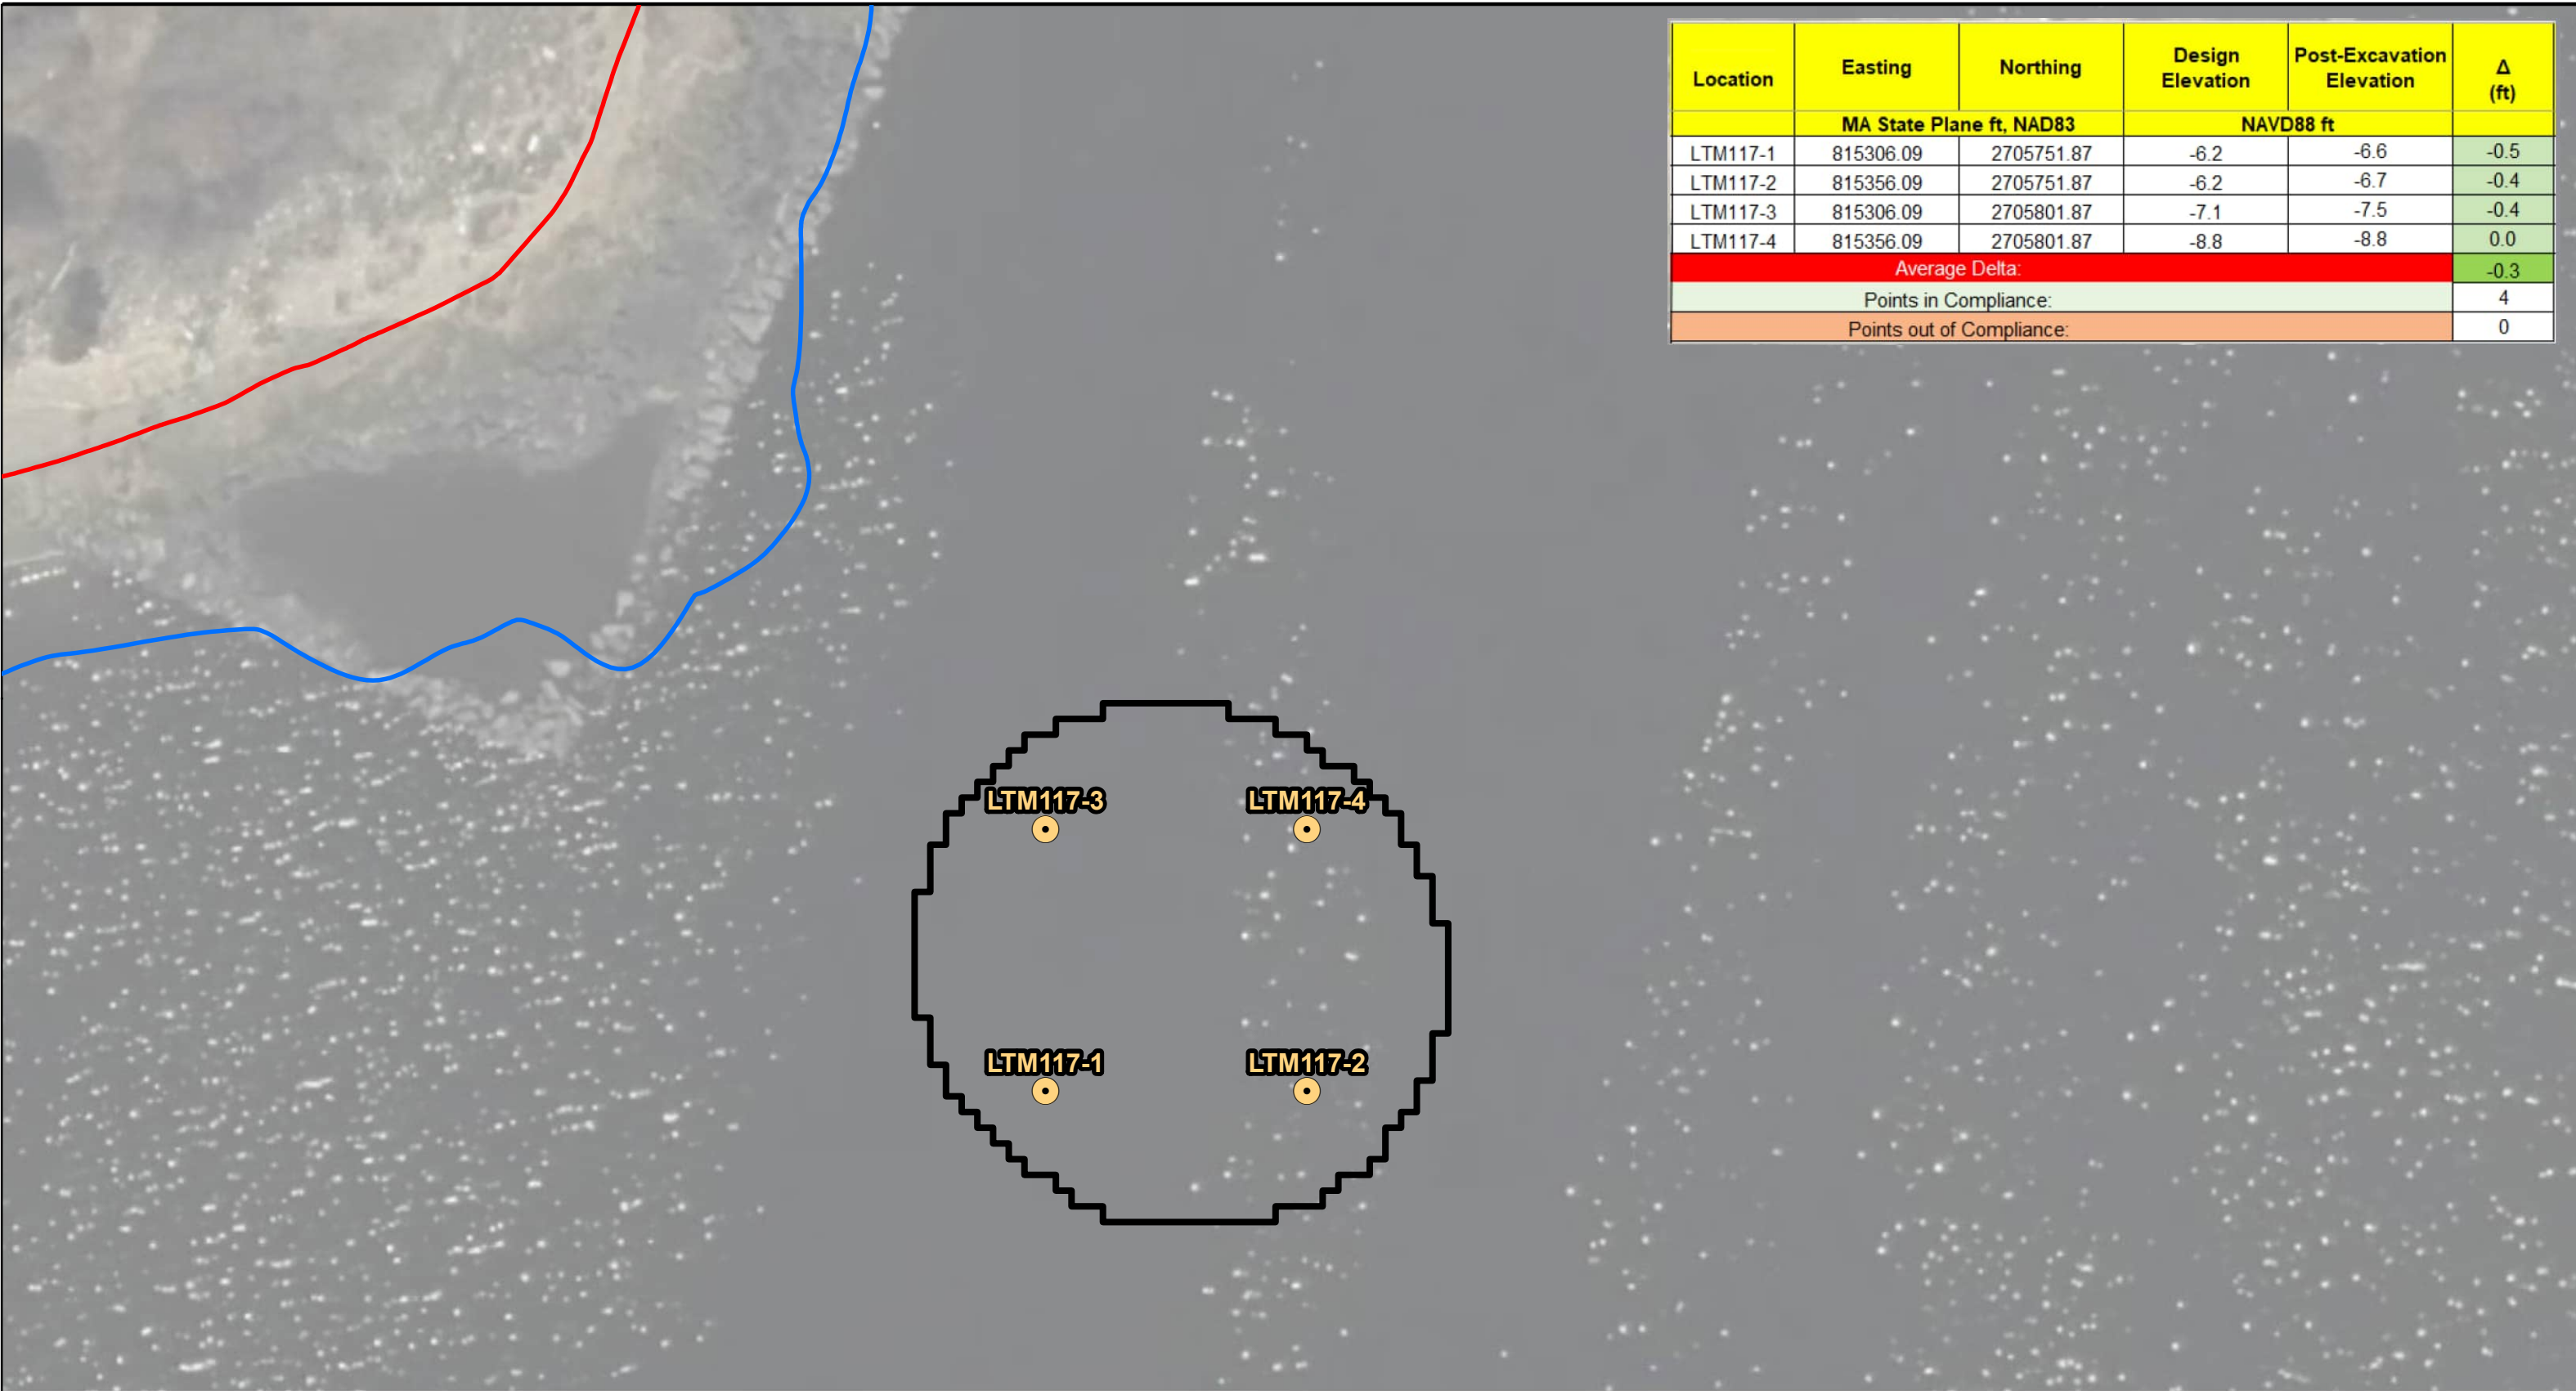 Location Easting Northing Design Elevation Post-Excavation Elevation Δ (ft)
MA State Plane ft, NAD83 NAVD88 ft
LTM117-1 815306.09 2705751.87 -6.2 -6.6 -0.5
LTM117-2 815356.09 2705751.87 -6.2 -6.7 -0.4
LTM117-3 815306.09 2705801.87 -7.1 -7.5 -0.4
LTM117-4 815356.09 2705801.87 -8.8 -8.8 0.0
Average Delta: -0.3
Points in Compliance: 4
Points out of Compliance: 0
LTM117-3 LTM117-4
LTM117-1 LTM117-2